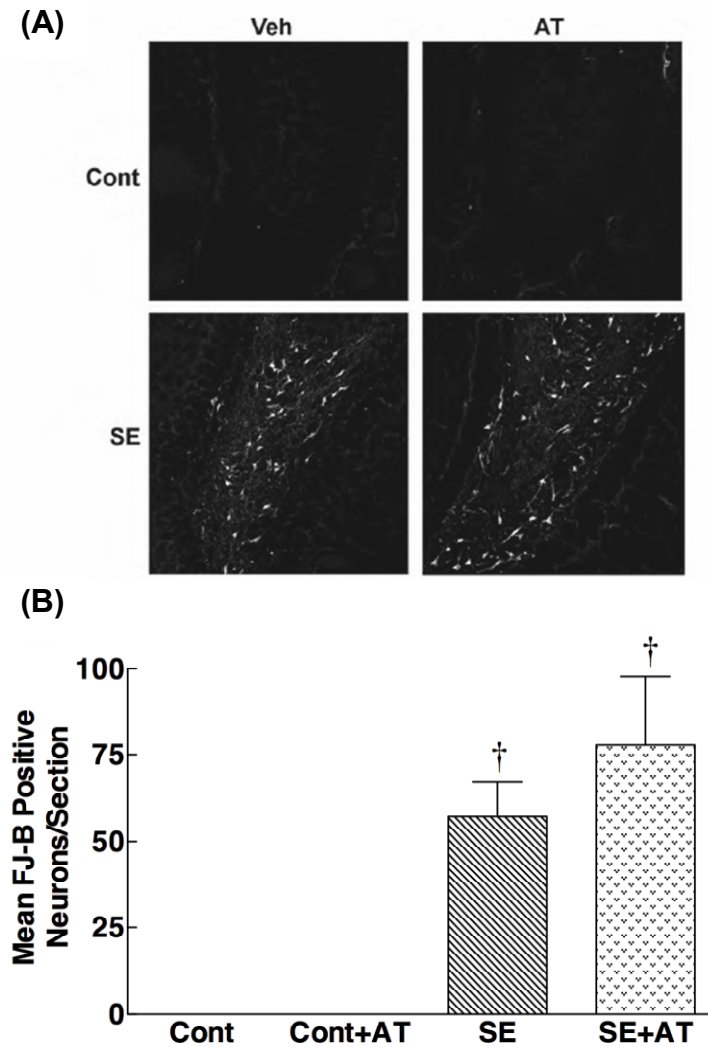 (A)
Veh AT
Cont
SE
(B)
Mean FJ-B Positive
Neurons/Section
100
75
50
25
0
†
†
Cont Cont+AT SE SE+AT